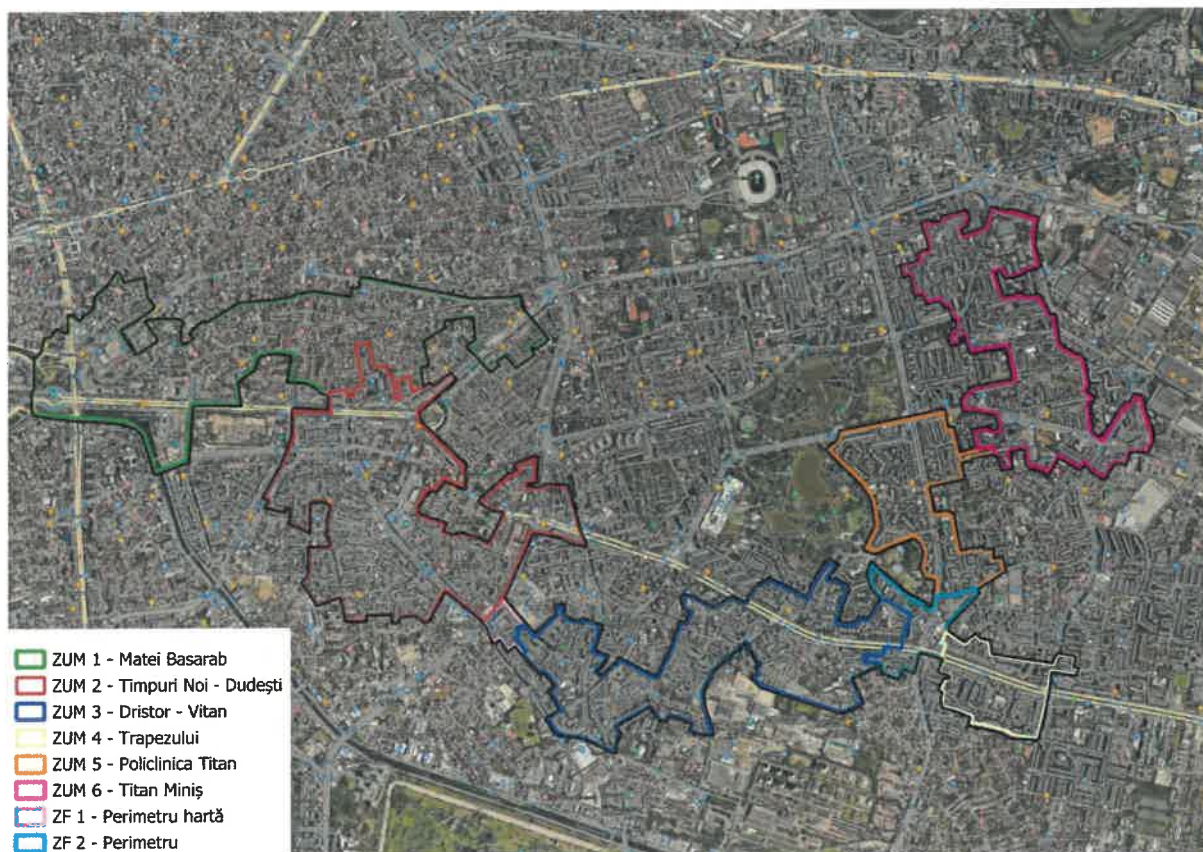 ZUM 1 - Matei Basarab
ZUM 2 - Timpuri Noi - Dudești
ZUM 3 - Dristor - Vitan
ZUM 4 - Trapezului
ZUM 5 - Policlinica Titan
ZUM 6 - Titan Miniș
ZF 1 - Perimetru hartă
ZF 2 - Perimetru